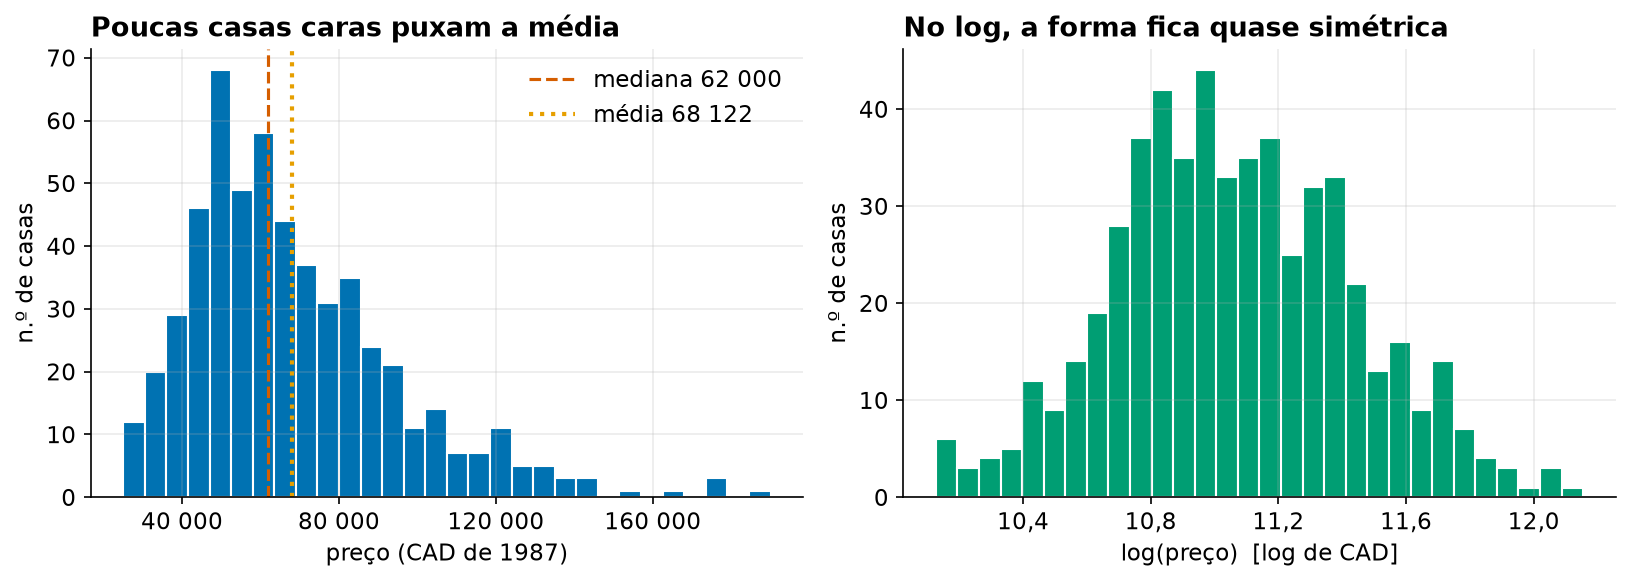 Poucas casas caras puxam a média
70
60
50
40
30
20
10
0
n.º de casas
mediana 62 000
média 68 122
40 000
80 000
120 000
160 000
preço (CAD de 1987)
No log, a forma fica quase simétrica
40
30
20
10
0
n.º de casas
10,4
10,8
11,2
11,6
12,0
log(preço)  [log de CAD]